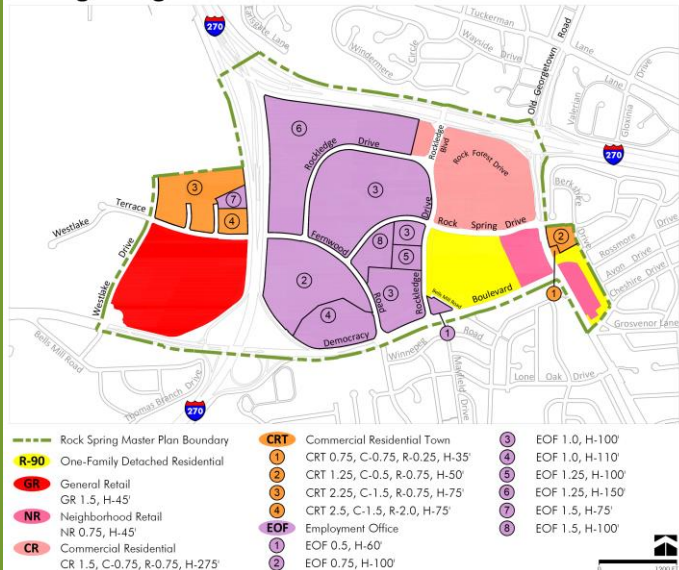 270
Tuckerman
Lane
Earlsgate Lane
Windermere
Circle
Wayside Drive
Old Georgetown
Road
Lane
Drive
Valerian
Gloxinia
270
Rockledge
Blvd
Rock Forest Drive
6
Rockledge Drive
3
Berkshire
Drive
3
7
4
Terrace
Westlake
Westlake
Drive
Fernwood
Road
Drive
Rock Spring Drive
8
3
5
3
Rockledge
2
Rossmore
Drive
Avon Drive
Cheshire Drive
2
4
Democracy
Boulevard
Bells Mill Road
1
1
Grosvenor Lane
Winnepeg
Road
Mayfield Drive
Lone Oak Drive
Bells Mill Road
Thomas Branch Drive
270
Rock Spring Master Plan Boundary
R-90 One-Family Detached Residential
GR General Retail
GR 1.5, H-45'
NR Neighborhood Retail
NR 0.75, H-45'
CR Commercial Residential
CR 1.5, C-0.75, R-0.75, H-275'
CRT Commercial Residential Town
1 CRT 0.75, C-0.75, R-0.25, H-35'
2 CRT 1.25, C-0.5, R-0.75, H-50'
3 CRT 2.25, C-1.5, R-0.75, H-75'
4 CRT 2.5, C-1.5, R-2.0, H-75'
EOF Employment Office
1 EOF 0.5, H-60'
2 EOF 0.75, H-100'
3 EOF 1.0, H-100'
4 EOF 1.0, H-110'
5 EOF 1.25, H-100'
6 EOF 1.25, H-150'
7 EOF 1.5, H-75'
8 EOF 1.5, H-100'
0